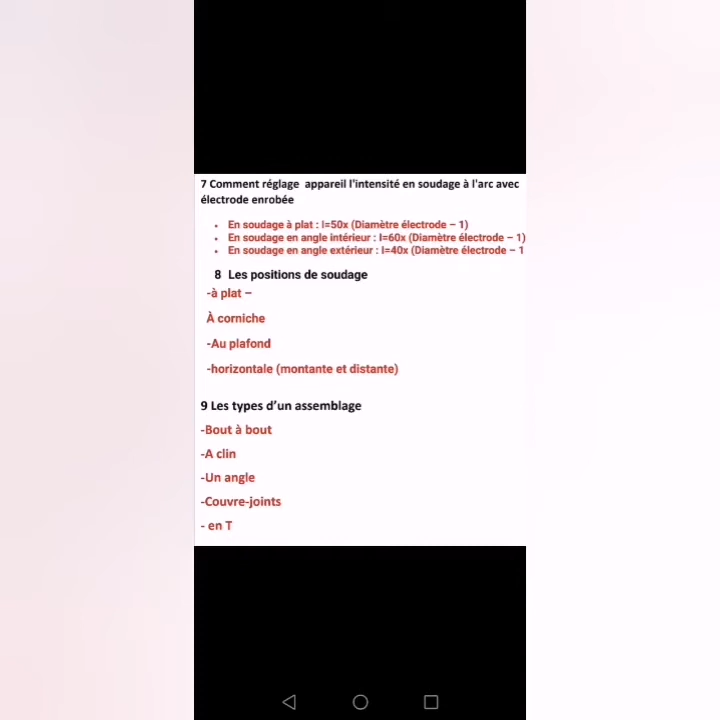 7 Comment réglage appareil l'intensité en soudage à l'arc avec
électrode enrobée
• En soudage à plat : I=50x (Diamètre électrode – 1)
• En soudage en angle intérieur : I=60x (Diamètre électrode – 1)
• En soudage en angle extérieur : I=40x (Diamètre électrode – 1
8 Les positions de soudage
-à plat –
À corniche
-Au plafond
-horizontale (montante et distante)
9 Les types d’un assemblage
-Bout à bout
-A clin
-Un angle
-Couvre-joints
- en T